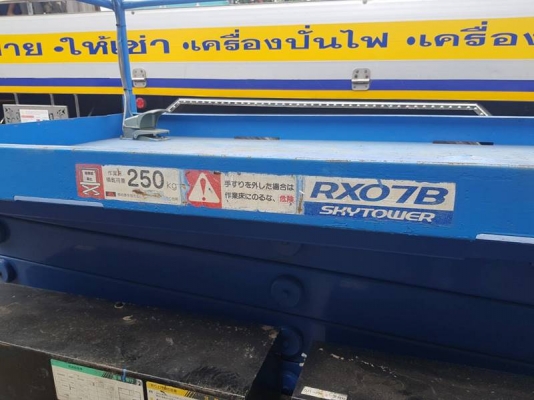 าย •ให้เช่า •เครื่องปั่นไฟ •เครื่อง
250 kg
手すりを外した場合は
作業床にのるな、危険
RX07B
SKYTOWER